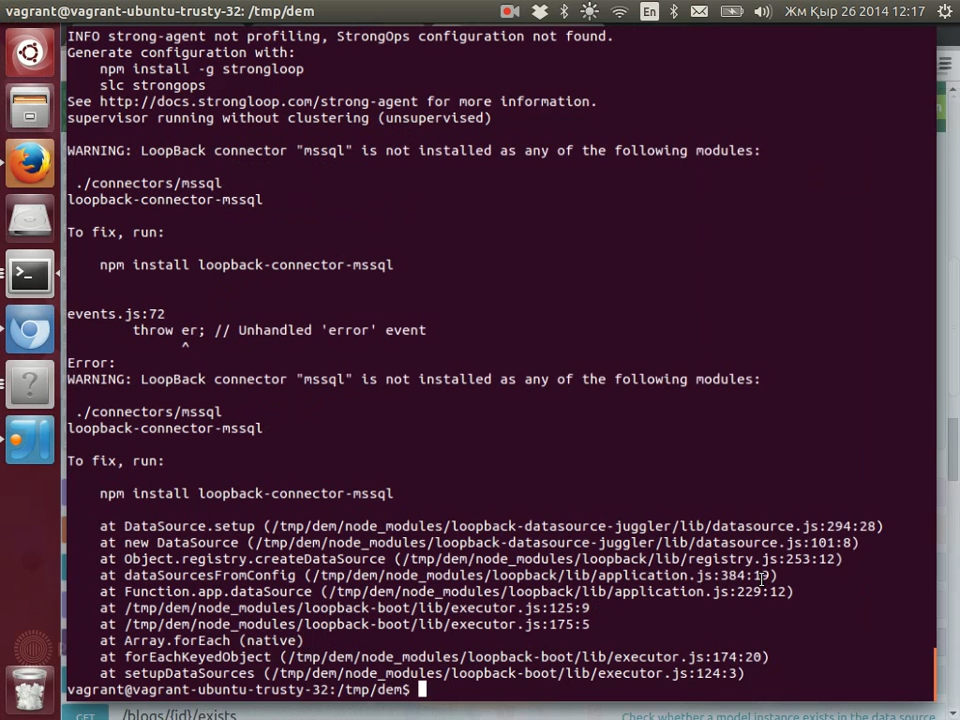 vagrant@vagrant-ubuntu-trusty-32: /tmp/dem
En
Жм Қыр 26 2014 12:17
INFO strong-agent not profiling, StrongOps configuration not found.
Generate configuration with:
npm install -g strongloop
slc strongops
See http://docs.strongloop.com/strong-agent for more information.
supervisor running without clustering (unsupervised)
WARNING: LoopBack connector "mssql" is not installed as any of the following modules:
./connectors/mssql
loopback-connector-mssql
To fix, run:
npm install loopback-connector-mssql
events.js:72
throw er; // Unhandled 'error' event
^
Error:
WARNING: LoopBack connector "mssql" is not installed as any of the following modules:
./connectors/mssql
loopback-connector-mssql
To fix, run:
npm install loopback-connector-mssql
at DataSource.setup (/tmp/dem/node_modules/loopback-datasource-juggler/lib/datasource.js:294:28)
at new DataSource (/tmp/dem/node_modules/loopback-datasource-juggler/lib/datasource.js:101:8)
at Object.registry.createDataSource (/tmp/dem/node_modules/loopback/lib/registry.js:253:12)
at dataSourcesFromConfig (/tmp/dem/node_modules/loopback/lib/application.js:384:19)
at Function.app.dataSource (/tmp/dem/node_modules/loopback/lib/application.js:229:12)
at /tmp/dem/node_modules/loopback-boot/lib/executor.js:125:9
at /tmp/dem/node_modules/loopback-boot/lib/executor.js:175:5
at Array.forEach (native)
at forEachKeyedObject (/tmp/dem/node_modules/loopback-boot/lib/executor.js:174:20)
at setupDataSources (/tmp/dem/node_modules/loopback-boot/lib/executor.js:124:3)
vagrant@vagrant-ubuntu-trusty-32:/tmp/dem$
GET
/blogs/{id}/exists
Check whether a model instance exists in the data source